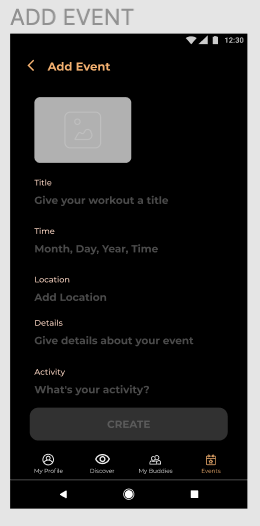 ADD EVENT
12:30
Add Event
Title
Give your workout a title
Time
Month, Day, Year, Time
Location
Add Location
Details
Give details about your event
Activity
What's your activity?
CREATE
My Profile Discover My Buddies Events